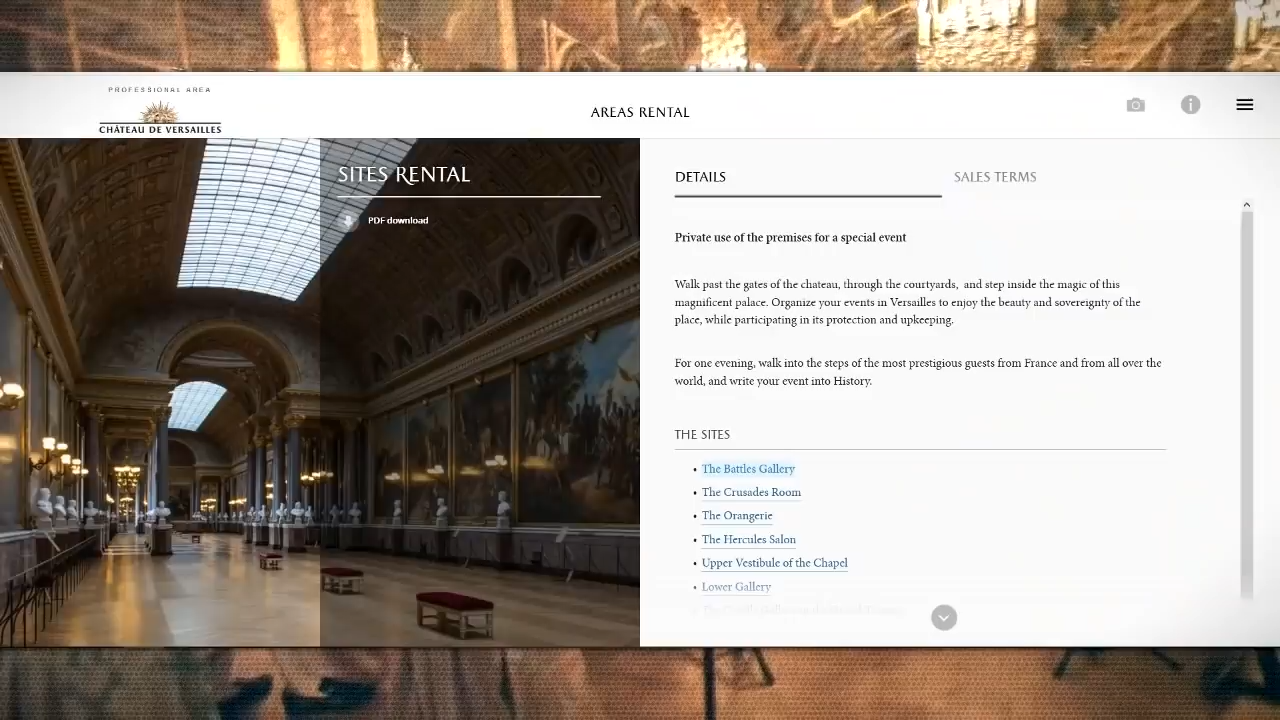 PROFESSIONAL AREA
CHÂTEAU DE VERSAILLES
AREAS RENTAL
SITES RENTAL
PDF download
DETAILS
SALES TERMS
Private use of the premises for a special event
Walk past the gates of the chateau, through the courtyards, and step inside the magic of this
magnificent palace. Organize your events in Versailles to enjoy the beauty and sovereignty of the
place, while participating in its protection and upkeeping.
For one evening, walk into the steps of the most prestigious guests from France and from all over the
world, and write your event into History.
THE SITES
• The Battles Gallery
• The Crusades Room
• The Orangerie
• The Hercules Salon
• Upper Vestibule of the Chapel
• Lower Gallery